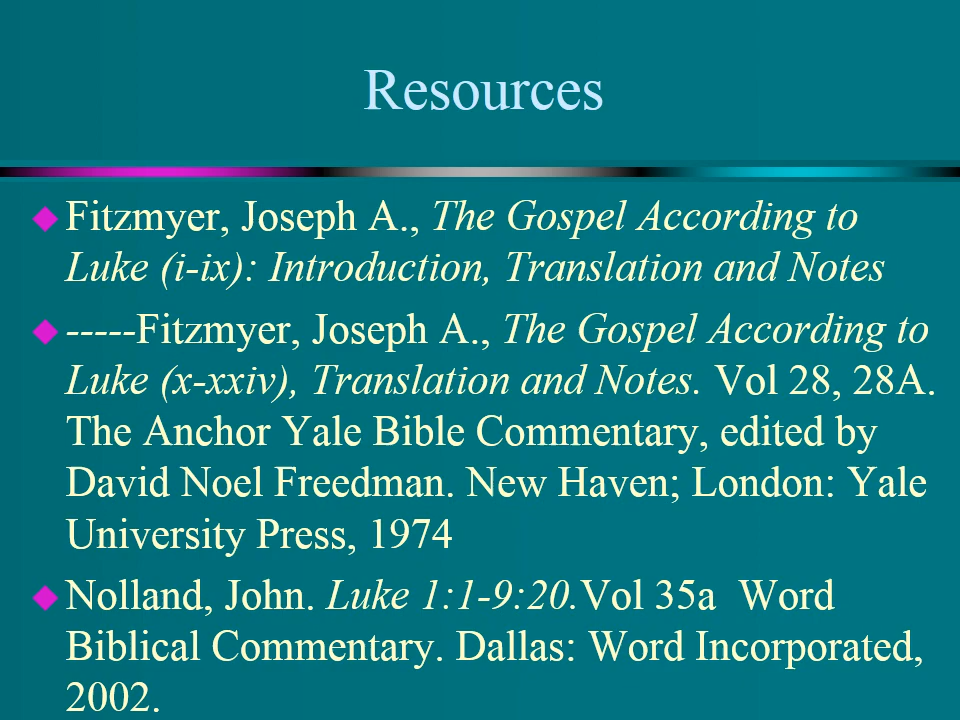 Resources
Fitzmyer, Joseph A., The Gospel According to
Luke (i-ix): Introduction, Translation and Notes
-----Fitzmyer, Joseph A., The Gospel According to
Luke (x-xxiv), Translation and Notes. Vol 28, 28A.
The Anchor Yale Bible Commentary, edited by
David Noel Freedman. New Haven; London: Yale
University Press, 1974
Nolland, John. Luke 1:1-9:20.Vol 35a  Word
Biblical Commentary. Dallas: Word Incorporated,
2002.